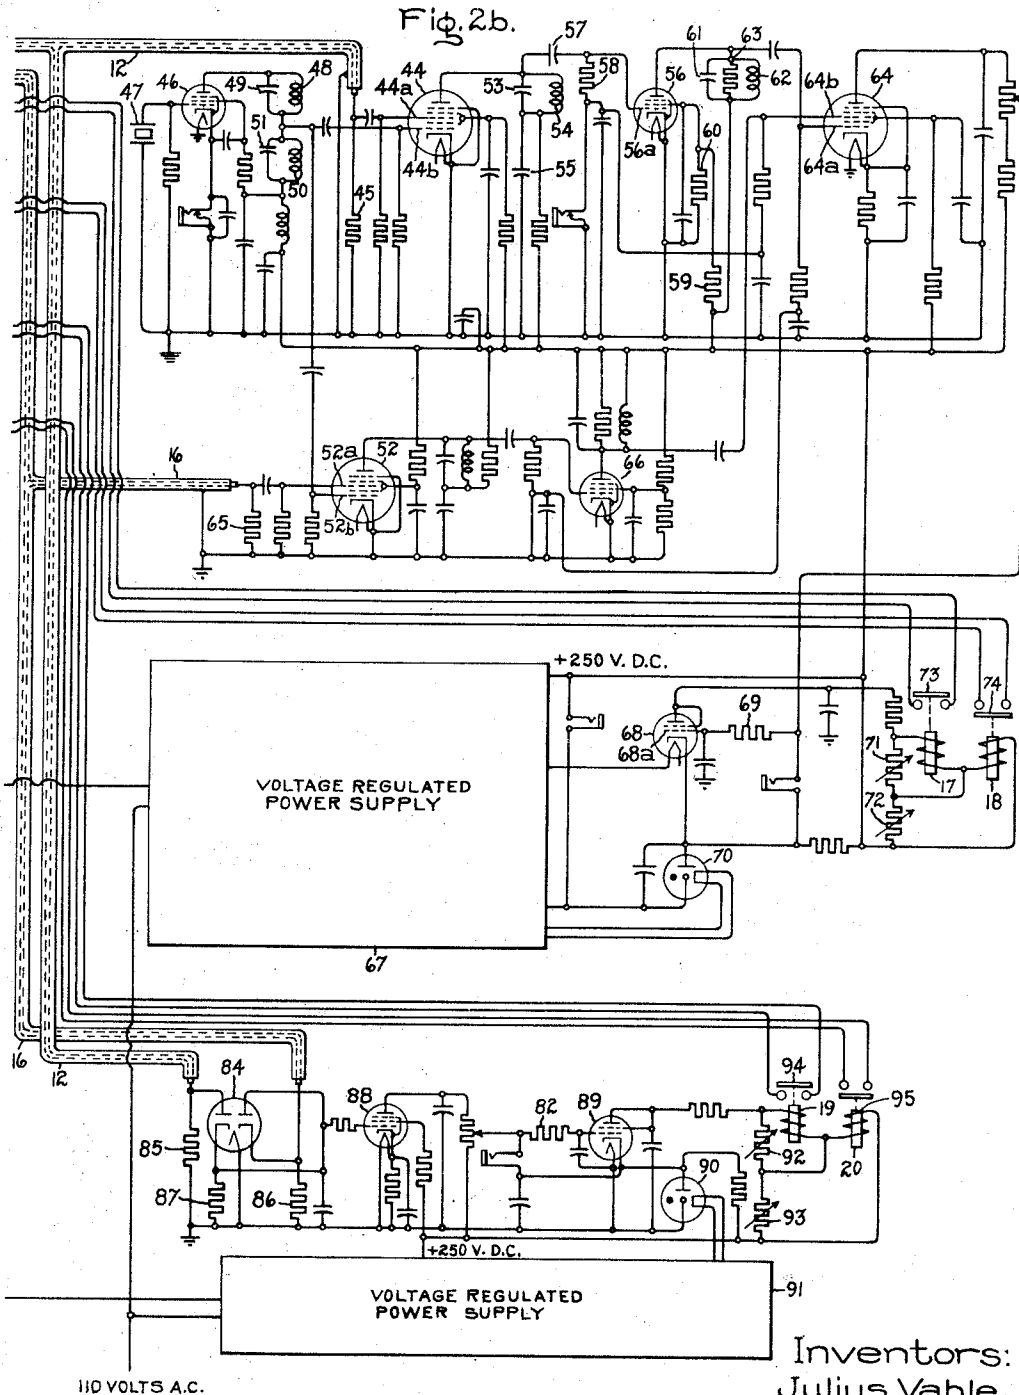 Fig. 2b.
12
46
47
49
48
51
50
44
44a
44b
45
53
54
55
57
58
56
56a
61
63
62
60
59
64b
64
64a
16
65
52a
52
52b
66
+250 V. D.C.
73
74
68
68a
69
71
72
17
18
70
VOLTAGE REGULATED
POWER SUPPLY
67
16
12
84
85
87
86
88
82
89
90
94
19
95
92
20
93
+250 V. D.C.
VOLTAGE REGULATED
POWER SUPPLY
91
110 VOLTS A.C.
Inventors:
Julius Vable